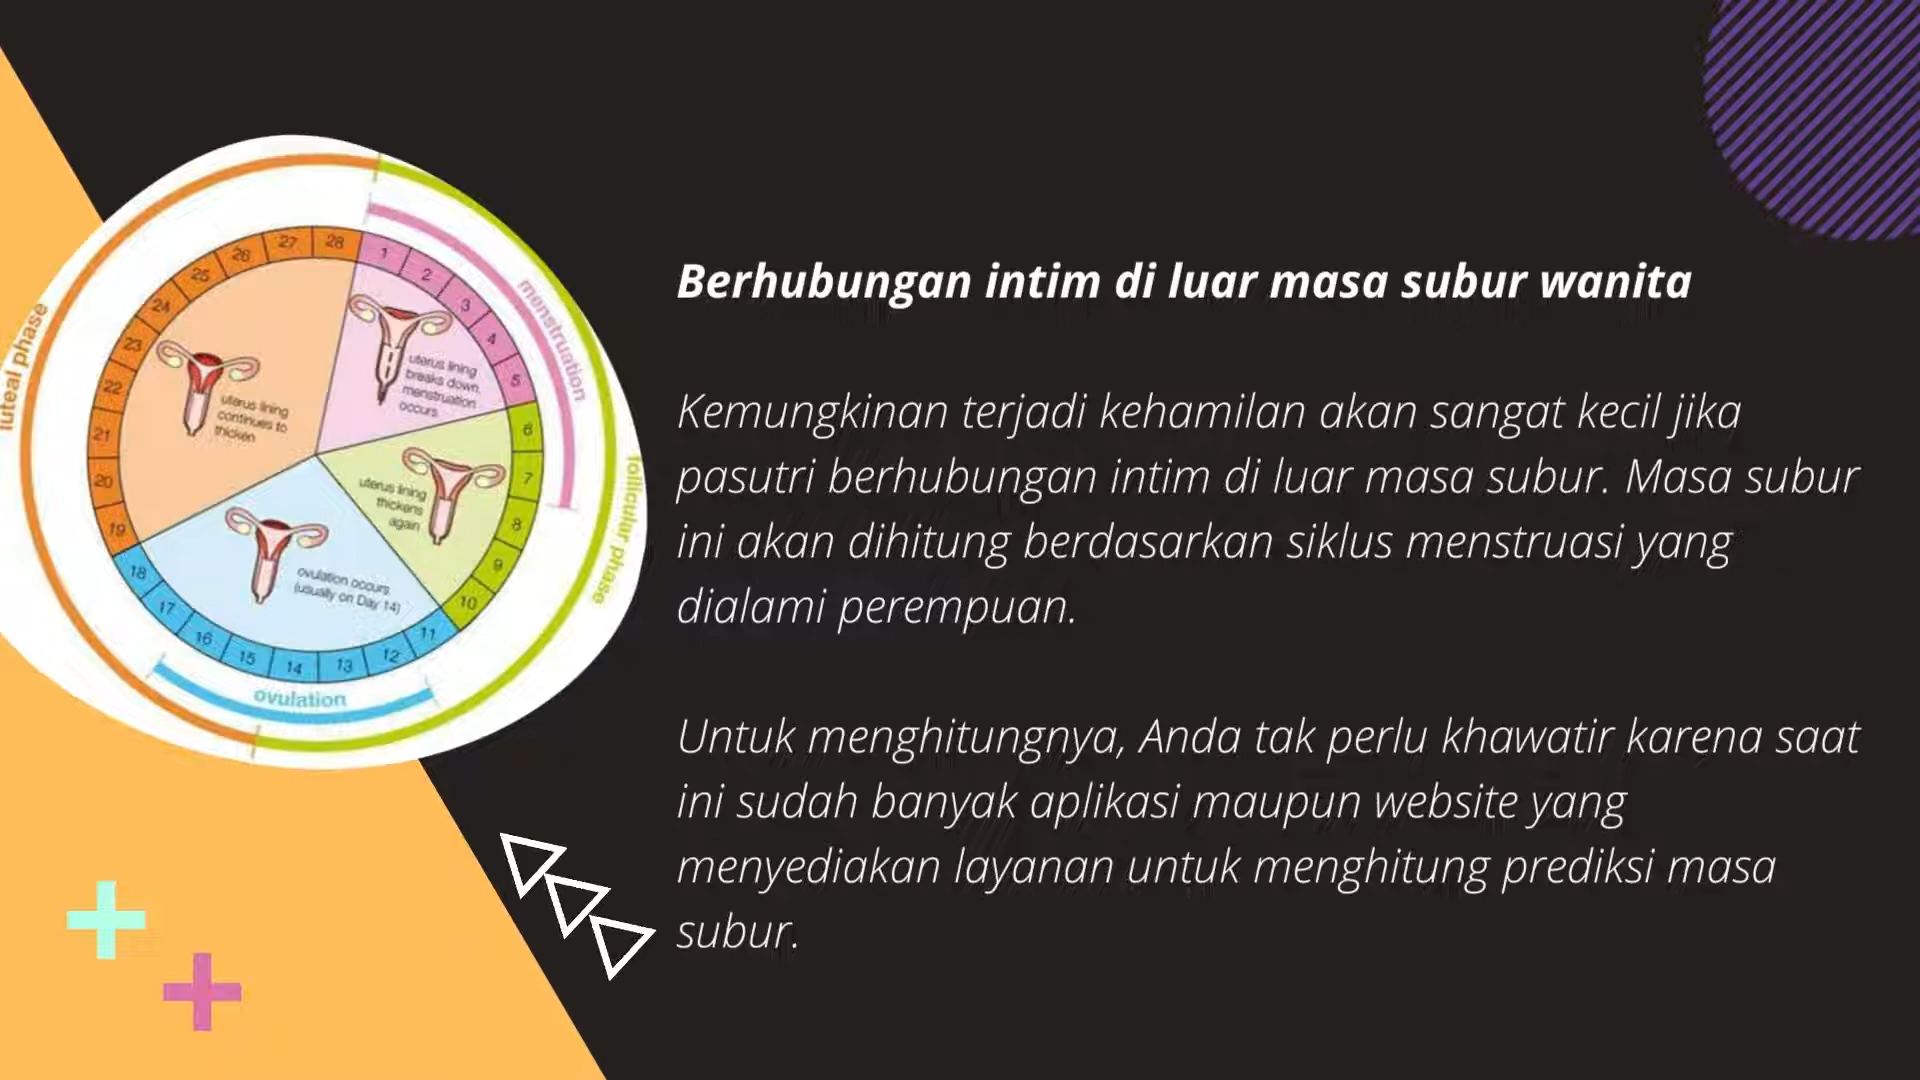 Berhubungan intim di luar masa subur wanita
Kemungkinan terjadi kehamilan akan sangat kecil jika
pasutri berhubungan intim di luar masa subur. Masa subur
ini akan dihitung berdasarkan siklus menstruasi yang
dialami perempuan.
Untuk menghitungnya, Anda tak perlu khawatir karena saat
ini sudah banyak aplikasi maupun website yang
menyediakan layanan untuk menghitung prediksi masa
subur.
luteal phase
menstruation
follicular phase
ovulation
1
2
3
4
5
6
7
8
9
10
11
12
13
14
15
16
17
18
19
20
21
22
23
24
25
26
27
28
uterus lining
breaks down,
menstruation
occurs
uterus lining
thickens
again
ovulation occurs
(usually on Day 14)
uterus lining
continues to
thicken